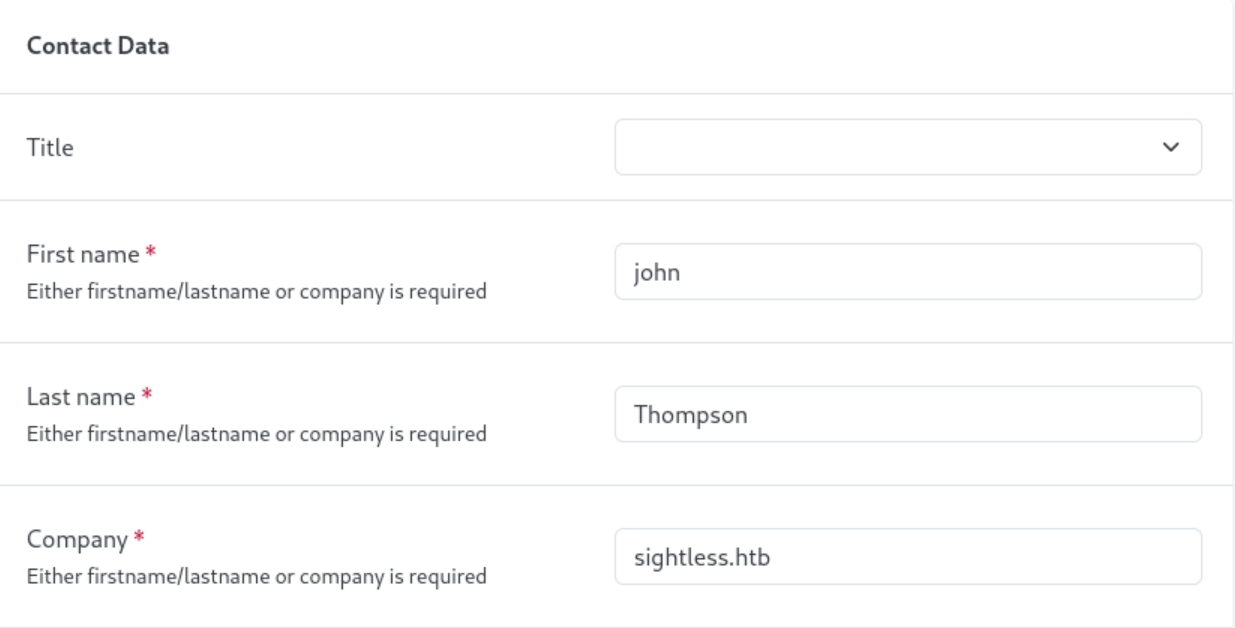 Contact Data
Title
First name *
Either firstname/lastname or company is required
john
Last name *
Either firstname/lastname or company is required
Thompson
Company *
Either firstname/lastname or company is required
sightless.htb